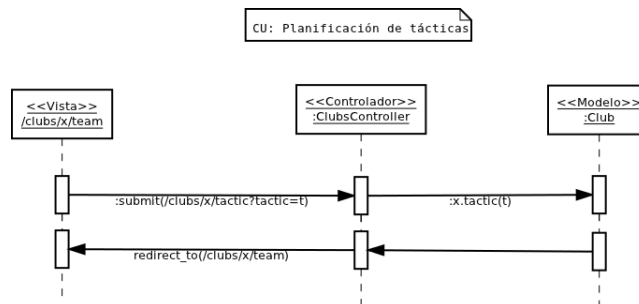 CU: Planificación de tácticas
<<Vista>>
/clubs/x/team
<<Controlador>>
:ClubsController
<<Modelo>>
:Club
:submit(/clubs/x/tactic?tactic=t)
:x.tactic(t)
redirect_to(/clubs/x/team)